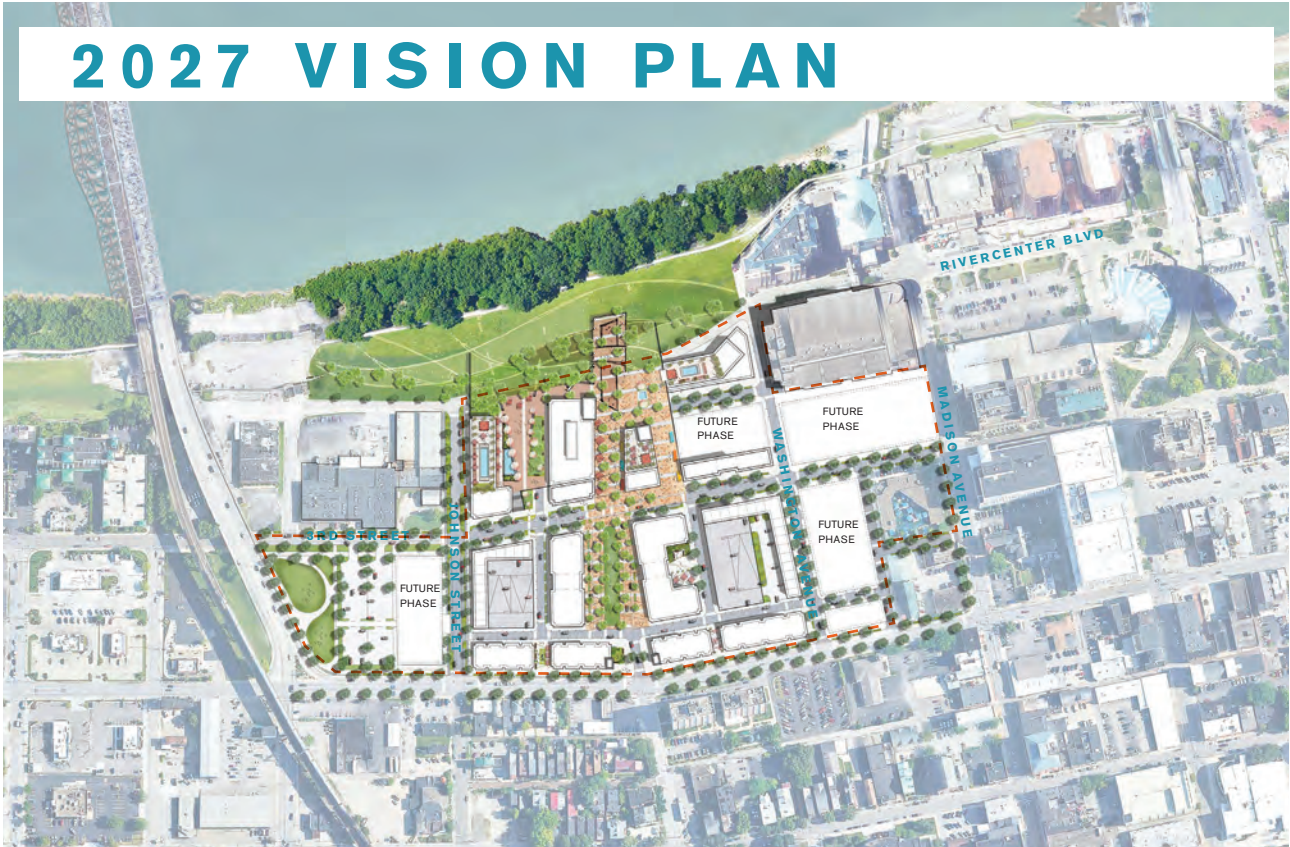 2027 VISION PLAN
RIVERCENTER BLVD
MADISON AVENUE
WASHINGTON AVENUE
JOHNSON STREET
3RD STREET
FUTURE
PHASE
FUTURE
PHASE
FUTURE
PHASE
FUTURE
PHASE